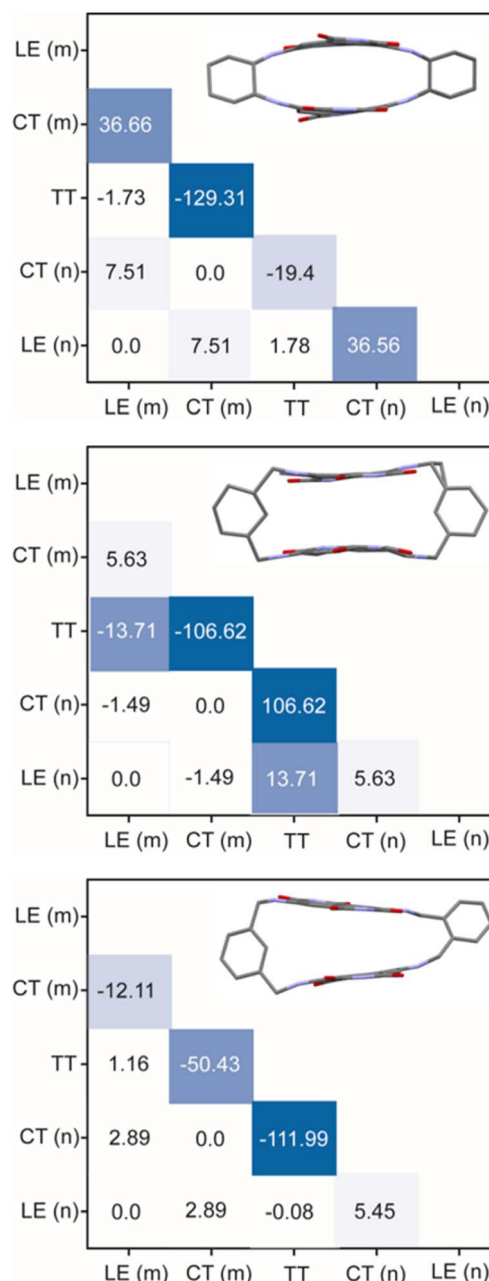 LE (m)
CT (m) 36.66
TT -1.73 -129.31
CT (n) 7.51 0.0 -19.4
LE (n) 0.0 7.51 1.78 36.56
LE (m) CT (m) TT CT (n) LE (n)
LE (m)
CT (m) 5.63
TT -13.71 -106.62
CT (n) -1.49 0.0 106.62
LE (n) 0.0 -1.49 13.71 5.63
LE (m) CT (m) TT CT (n) LE (n)
LE (m)
CT (m) -12.11
TT 1.16 -50.43
CT (n) 2.89 0.0 -111.99
LE (n) 0.0 2.89 -0.08 5.45
LE (m) CT (m) TT CT (n) LE (n)